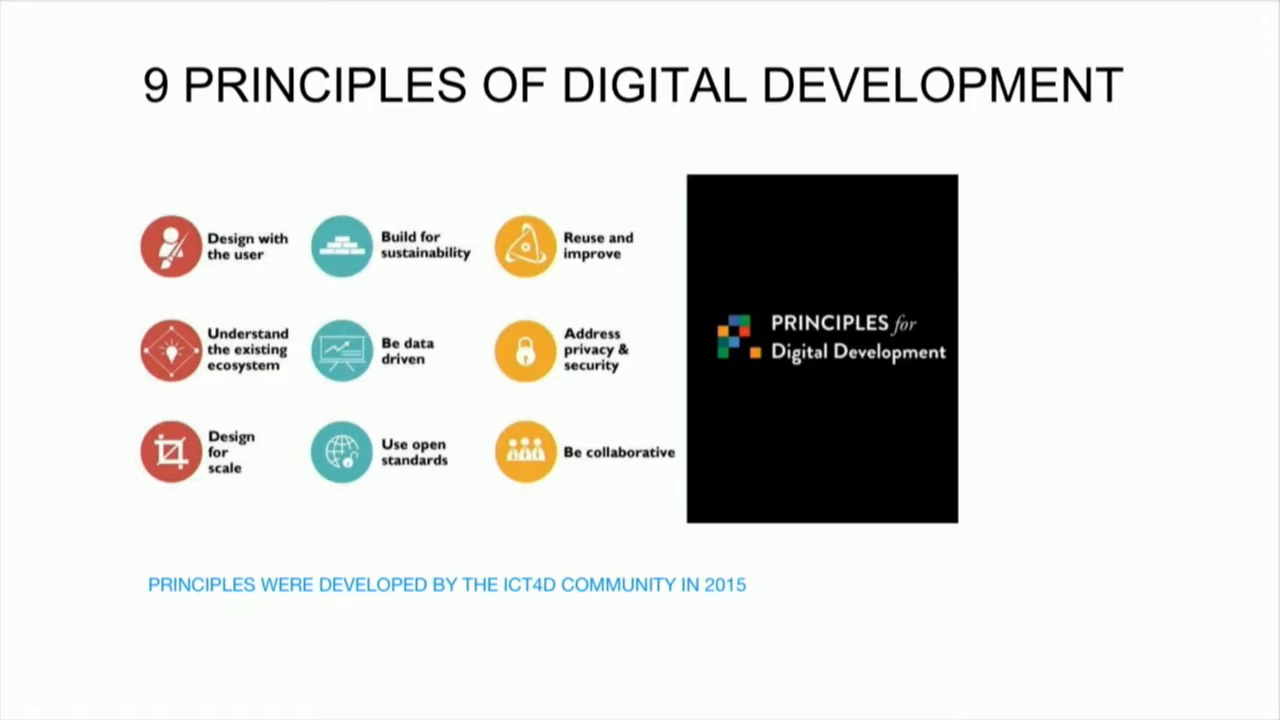 9 PRINCIPLES OF DIGITAL DEVELOPMENT
Design with
the user
Build for
sustainability
Reuse and
improve
Understand
the existing
ecosystem
Be data
driven
Address
privacy &
security
Design
for
scale
Use open
standards
Be collaborative
PRINCIPLES for
Digital Development
PRINCIPLES WERE DEVELOPED BY THE ICT4D COMMUNITY IN 2015